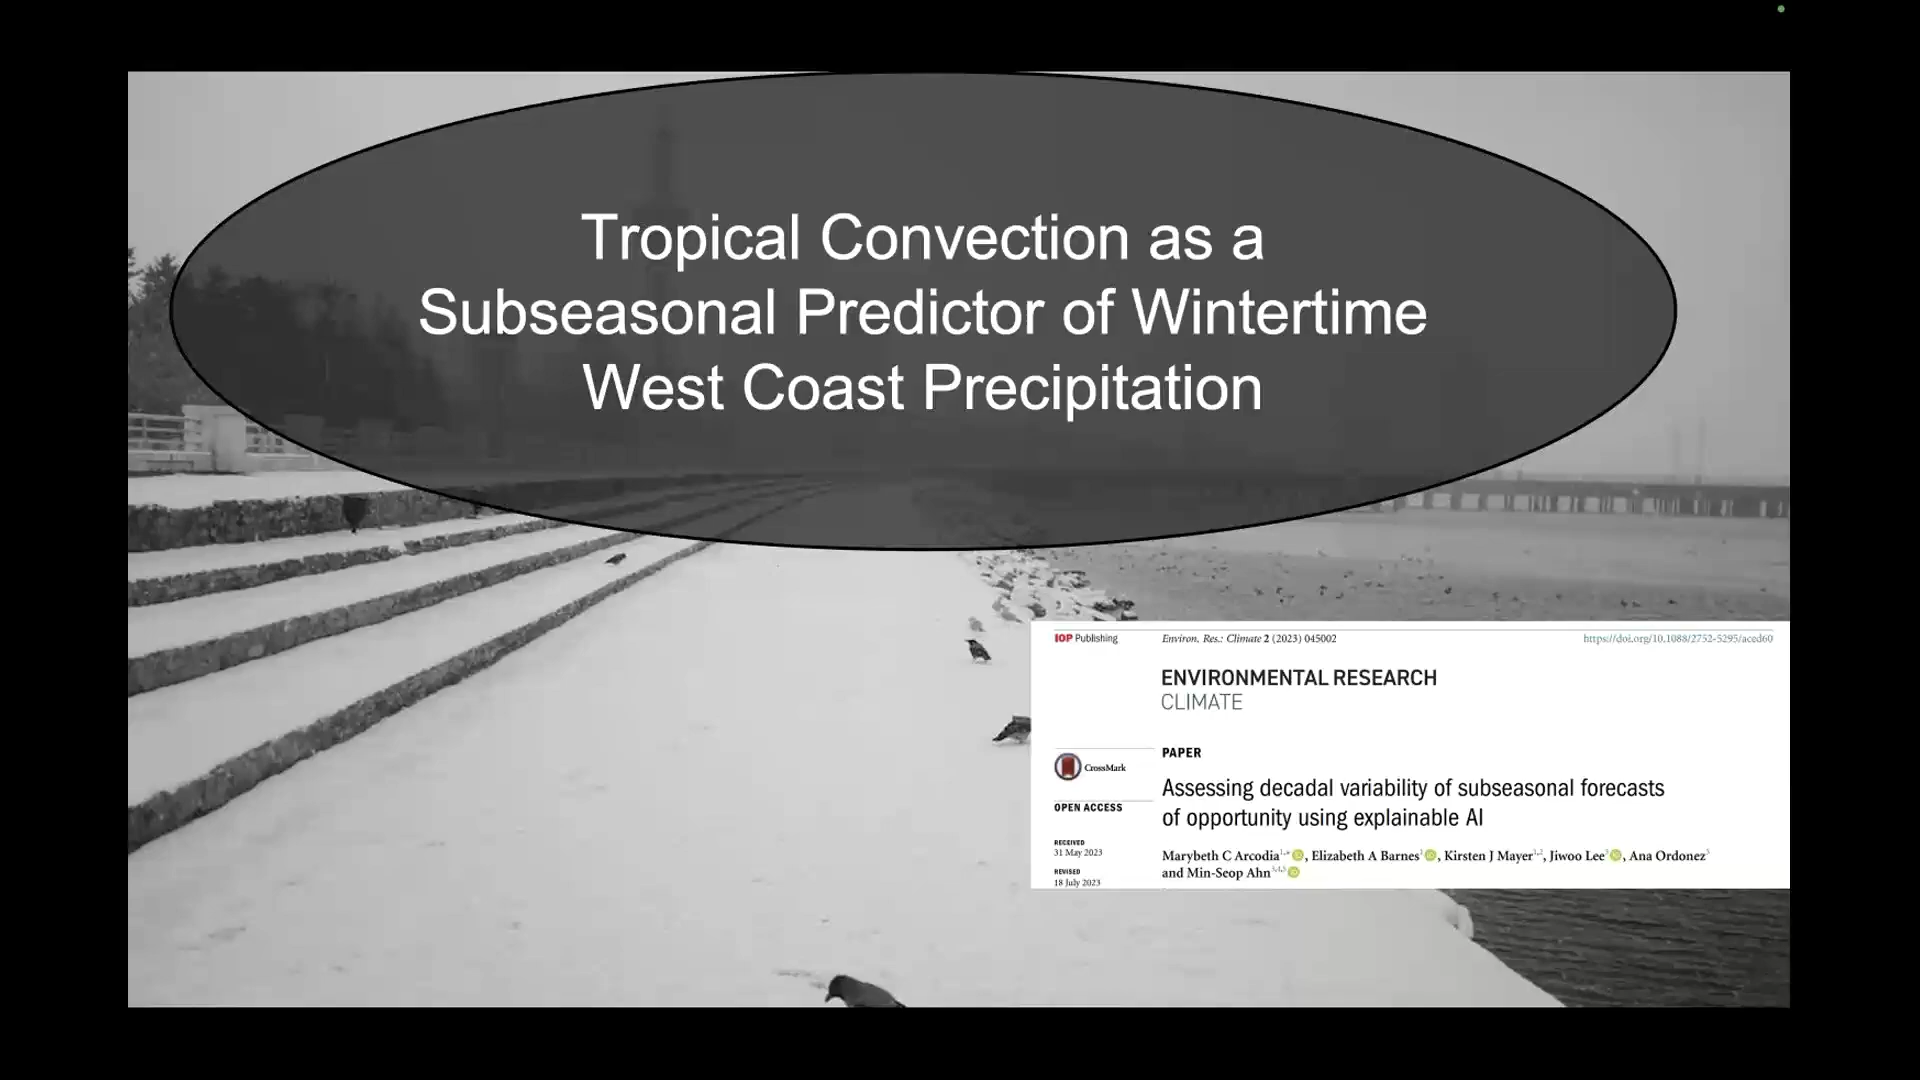 Tropical Convection as a
Subseasonal Predictor of Wintertime
West Coast Precipitation
IOP Publishing
Environ. Res.: Climate 2 (2023) 045002
https://doi.org/10.1088/2752-5295/aced60
ENVIRONMENTAL RESEARCH
CLIMATE
PAPER
CrossMark
Assessing decadal variability of subseasonal forecasts
of opportunity using explainable AI
OPEN ACCESS
RECEIVED
31 May 2023
REVISED
18 July 2023
Marybeth C Arcodia, Elizabeth A Barnes, Kirsten J Mayer, Jiwoo Lee, Ana Ordonez
and Min-Seop Ahn